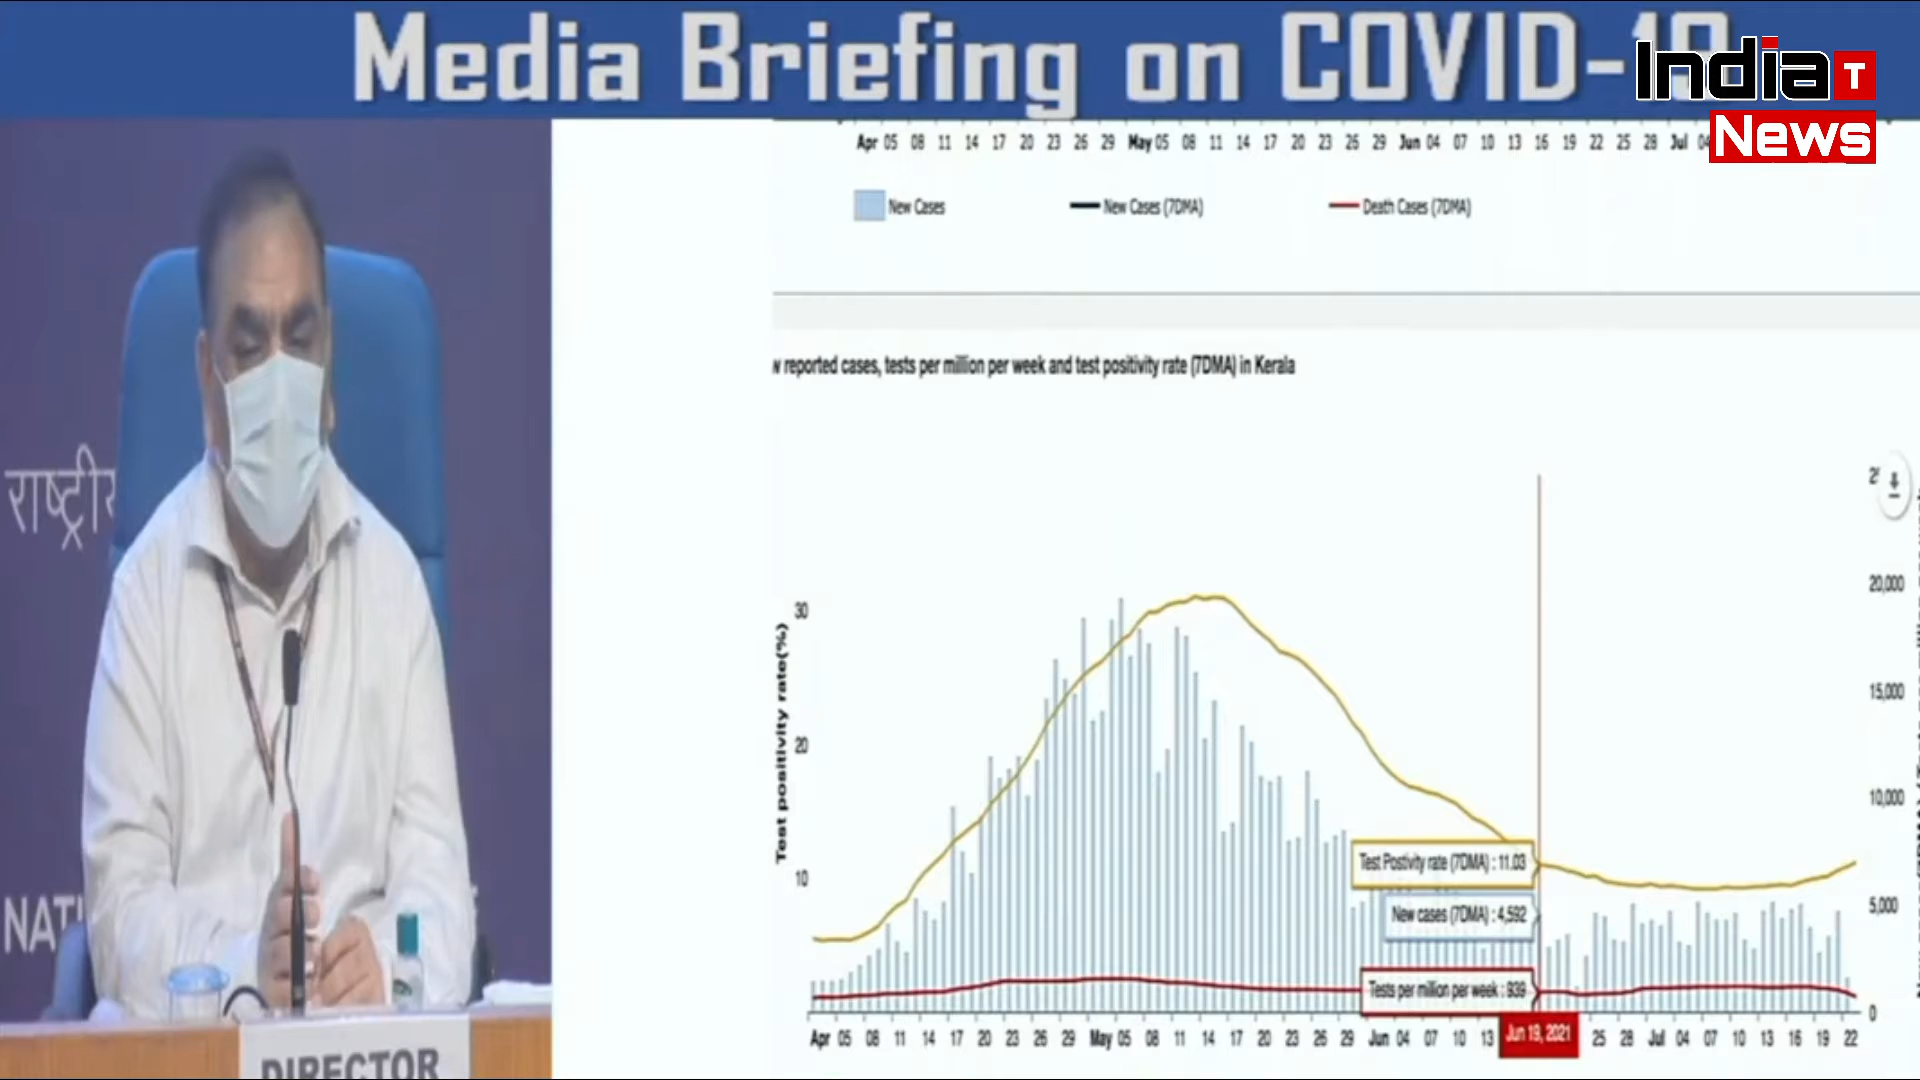 Media Briefing on COVID-19
India T
News
Apr 05 08 11 14 17 20 23 26 29 May 05 08 11 14 17 20 23 26 29 Jun 04 07 10 13 16 19 22 25 28 Jul
New Cases
New Cases (7DMA)
Death Cases (7DMA)
reported cases, tests per million per week and test positivity rate (7DMA) in Kerala
राष्ट्रीय
NATI
DIRECTOR
Test positivity rate(%)
30
20
10
20,000
15,000
10,000
5,000
0
Test Postivity rate (7DMA) : 11.03
New cases (7DMA) : 4,592
Tests per million per week : 939
Apr 05 08 11 14 17 20 23 26 29 May 05 08 11 14 17 20 23 26 29 Jun 04 07 10 13 Jun 19, 2021 25 28 Jul 04 07 10 13 16 19 22